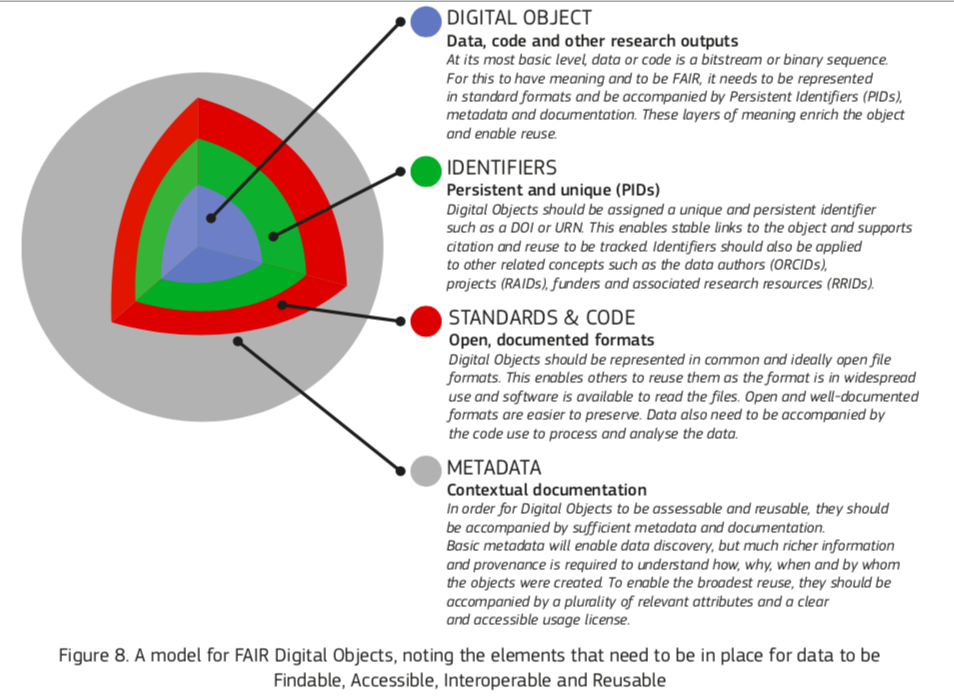 DIGITAL OBJECT
Data, code and other research outputs
At its most basic level, data or code is a bitstream or binary sequence.
For this to have meaning and to be FAIR, it needs to be represented
in standard formats and be accompanied by Persistent Identifiers (PIDs),
metadata and documentation. These layers of meaning enrich the object
and enable reuse.
IDENTIFIERS
Persistent and unique (PIDs)
Digital Objects should be assigned a unique and persistent identifier
such as a DOI or URN. This enables stable links to the object and supports
citation and reuse to be tracked. Identifiers should also be applied
to other related concepts such as the data authors (ORCIDs),
projects (RAIDs), funders and associated research resources (RRIDs).
STANDARDS & CODE
Open, documented formats
Digital Objects should be represented in common and ideally open file
formats. This enables others to reuse them as the format is in widespread
use and software is available to read the files. Open and well-documented
formats are easier to preserve. Data also need to be accompanied by
the code use to process and analyse the data.
METADATA
Contextual documentation
In order for Digital Objects to be assessable and reusable, they should
be accompanied by sufficient metadata and documentation.
Basic metadata will enable data discovery, but much richer information
and provenance is required to understand how, why, when and by whom
the objects were created. To enable the broadest reuse, they should be
accompanied by a plurality of relevant attributes and a clear
and accessible usage license.
Figure 8. A model for FAIR Digital Objects, noting the elements that need to be in place for data to be
Findable, Accessible, Interoperable and Reusable